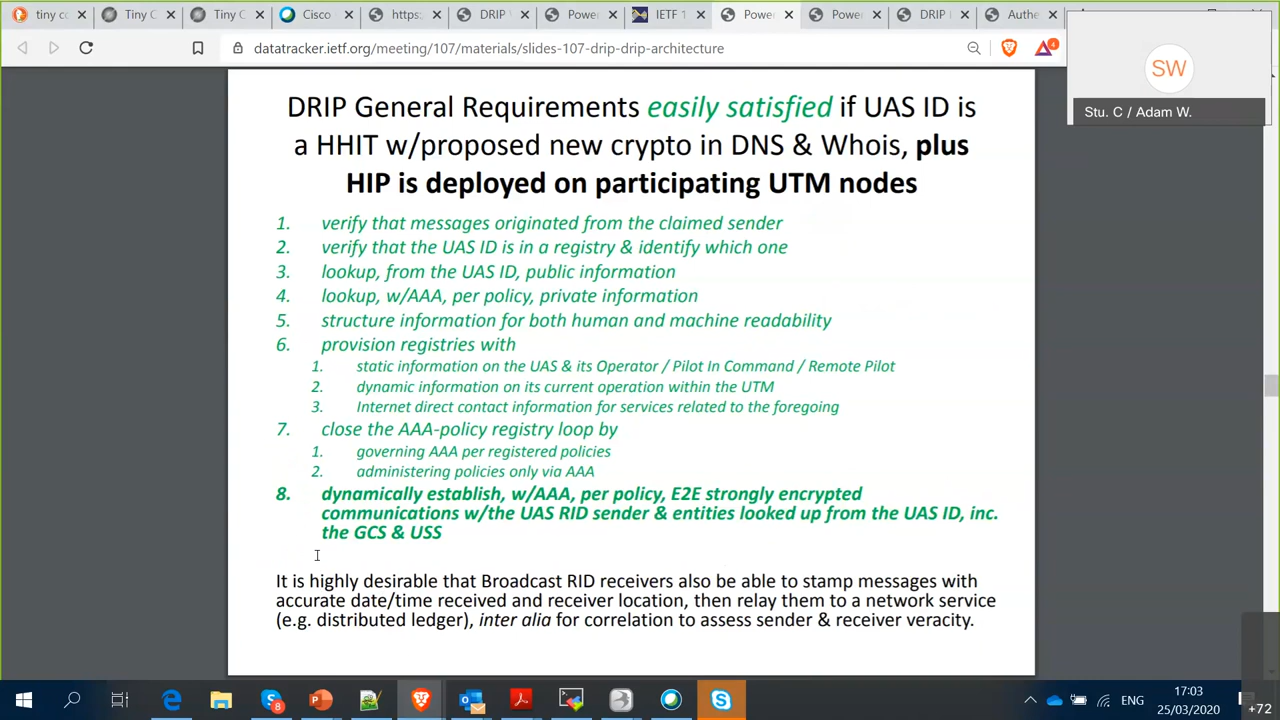 tiny cc
Tiny C
Tiny C
Cisco
https:
DRIP W
Power
IETF 1
Power
Power
DRIP I
Authe
datatracker.ietf.org/meeting/107/materials/slides-107-drip-drip-architecture
4
SW
Stu. C / Adam W.
DRIP General Requirements easily satisfied if UAS ID is
a HHIT w/proposed new crypto in DNS & Whois, plus
HIP is deployed on participating UTM nodes
1. verify that messages originated from the claimed sender
2. verify that the UAS ID is in a registry & identify which one
3. lookup, from the UAS ID, public information
4. lookup, w/AAA, per policy, private information
5. structure information for both human and machine readability
6. provision registries with
1. static information on the UAS & its Operator / Pilot In Command / Remote Pilot
2. dynamic information on its current operation within the UTM
3. Internet direct contact information for services related to the foregoing
7. close the AAA-policy registry loop by
1. governing AAA per registered policies
2. administering policies only via AAA
8. dynamically establish, w/AAA, per policy, E2E strongly encrypted
communications w/the UAS RID sender & entities looked up from the UAS ID, inc.
the GCS & USS
It is highly desirable that Broadcast RID receivers also be able to stamp messages with
accurate date/time received and receiver location, then relay them to a network service
(e.g. distributed ledger), inter alia for correlation to assess sender & receiver veracity.
8
ENG
17:03
25/03/2020
+72